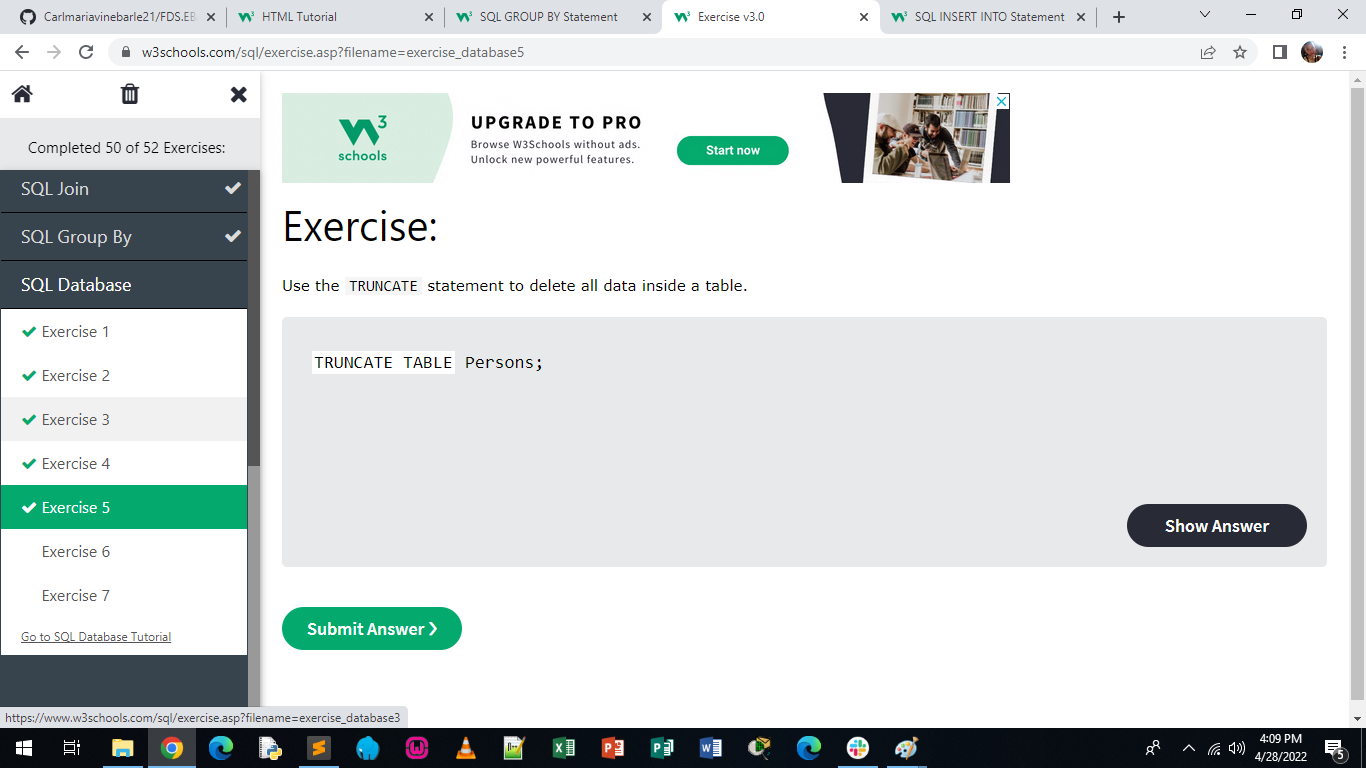 Carlmariavinebarle21/FDS.EB
HTML Tutorial
SQL GROUP BY Statement
Exercise v3.0
SQL INSERT INTO Statement
w3schools.com/sql/exercise.asp?filename=exercise_database5
Completed 50 of 52 Exercises:
SQL Join
SQL Group By
SQL Database
Exercise 1
Exercise 2
Exercise 3
Exercise 4
Exercise 5
Exercise 6
Exercise 7
Go to SQL Database Tutorial
3
schools
UPGRADE TO PRO
Browse W3Schools without ads.
Unlock new powerful features.
Start now
Exercise:
Use the TRUNCATE statement to delete all data inside a table.
TRUNCATE TABLE Persons;
Show Answer
Submit Answer ❯
https://www.w3schools.com/sql/exercise.asp?filename=exercise_database3
4:09 PM
4/28/2022
5